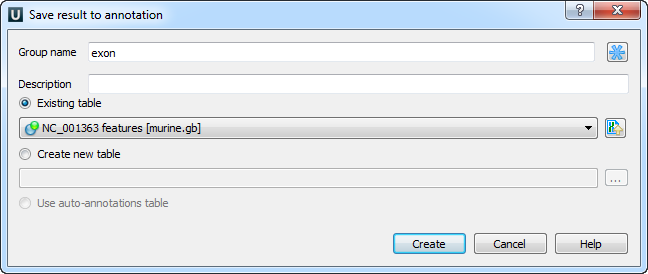 U Save result to annotation ?
Group name exon
Description
Existing table
NC_001363 features [murine.gb]
Create new table
...
Use auto-annotations table
Create Cancel Help